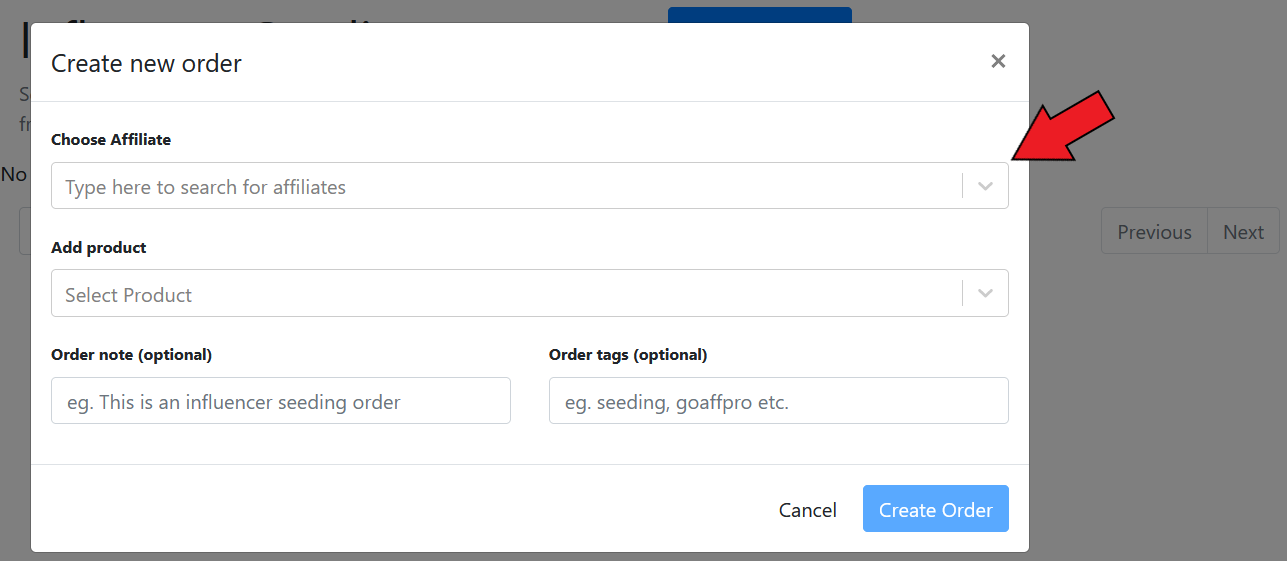 Create new order
×
Choose Affiliate
Type here to search for affiliates
Add product
Select Product
Order note (optional) Order tags (optional)
eg. This is an influencer seeding order eg. seeding, goaffpro etc.
Cancel Create Order
No
Previous Next